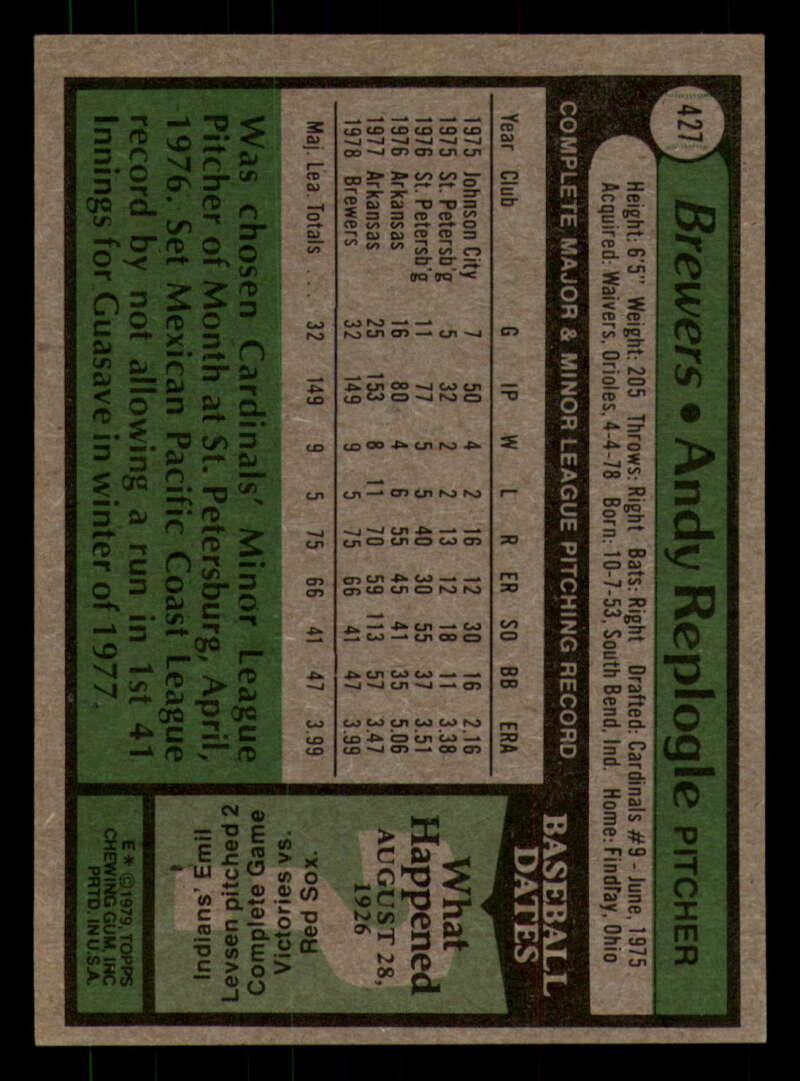 427
Brewers • Andy Replogle PITCHER
Height: 6'5" Weight: 205 Throws: Right Bats: Right Drafted: Cardinals #9 - June, 1975
Acquired: Waivers, Orioles, 4-4-78 Born: 10-7-53, South Bend, Ind. Home: Findlay, Ohio
COMPLETE MAJOR & MINOR LEAGUE PITCHING RECORD
Year Club G IP W L R ER SO BB ERA
1975 Johnson City 7 50 4 2 16 12 30 16 2.16
1975 St. Petersb'g 5 32 2 2 13 12 18 11 3.38
1976 St. Petersb'g 11 77 5 5 40 30 55 37 3.51
1976 Arkansas 16 80 4 6 55 45 41 35 5.06
1977 Arkansas 25 153 8 11 70 59 113 57 3.47
1978 Brewers 32 149 9 5 75 66 41 47 3.99
Maj. Lea. Totals . . . 32 149 9 5 75 66 41 47 3.99
Was chosen Cardinals' Minor League
Pitcher of Month at St. Petersburg, April,
1976. Set Mexican Pacific Coast League
record by not allowing a run in 1st 41
Innings for Guasave in winter of 1977.
BASEBALL
DATES
What
Happened
AUGUST 28,
1926
Indians' Emil
Levsen pitched 2
Complete Game
Victories vs.
Red Sox.
E * ©1979, TOPPS
CHEWING GUM, INC
PRTD. IN U.S.A.